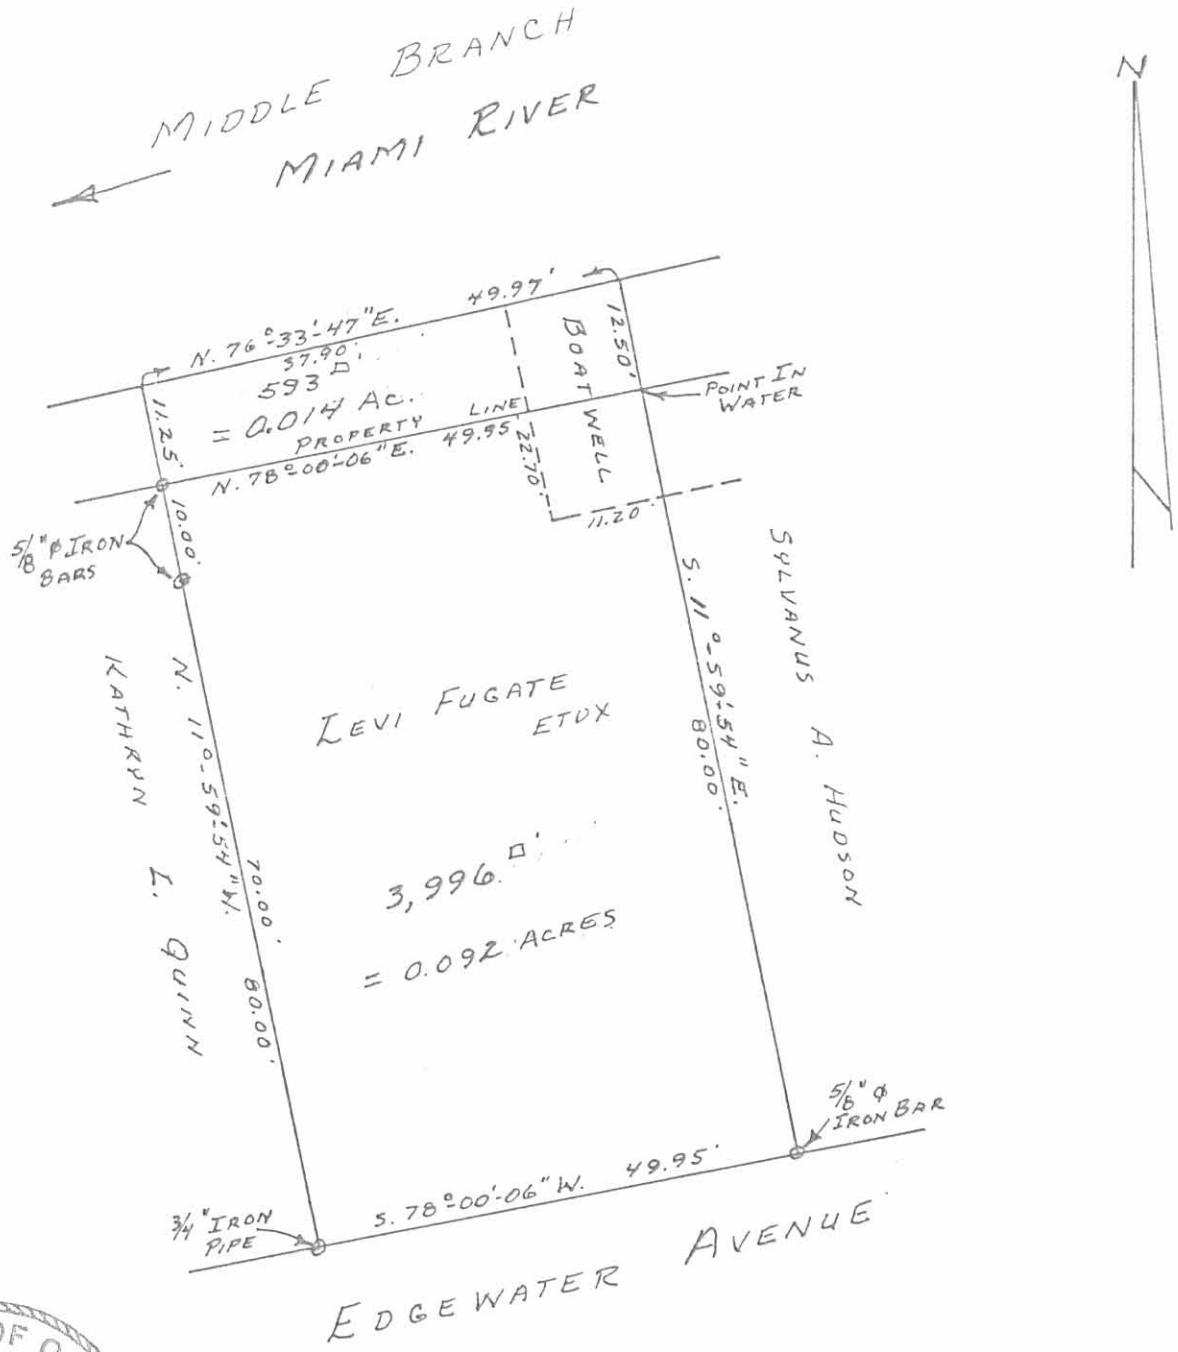 MIDDLE BRANCH
MIAMI RIVER
N
N. 76°-33'-47"E. 49.97'
37.90'
593 □'
= 0.014 Ac.
11.25'
12.50'
BOAT WELL
POINT IN
WATER
PROPERTY LINE
N. 78°-00'-06"E. 49.95'
22.70'
11.20'
10.00'
5/8"φ IRON
BARS
KATHRYN L. QUINN
N. 11°-59'-54"W.
70.00'
80.00'
LEVI FUGATE
ETUX
3,996 □'
= 0.092 ACRES
S. 11°-59'-54"E.
80.00'
SYLVANUS A. HUDSON
5/8"φ
IRON BAR
S. 78°-00'-06"W. 49.95'
3/4" IRON
PIPE
EDGEWATER AVENUE
OF